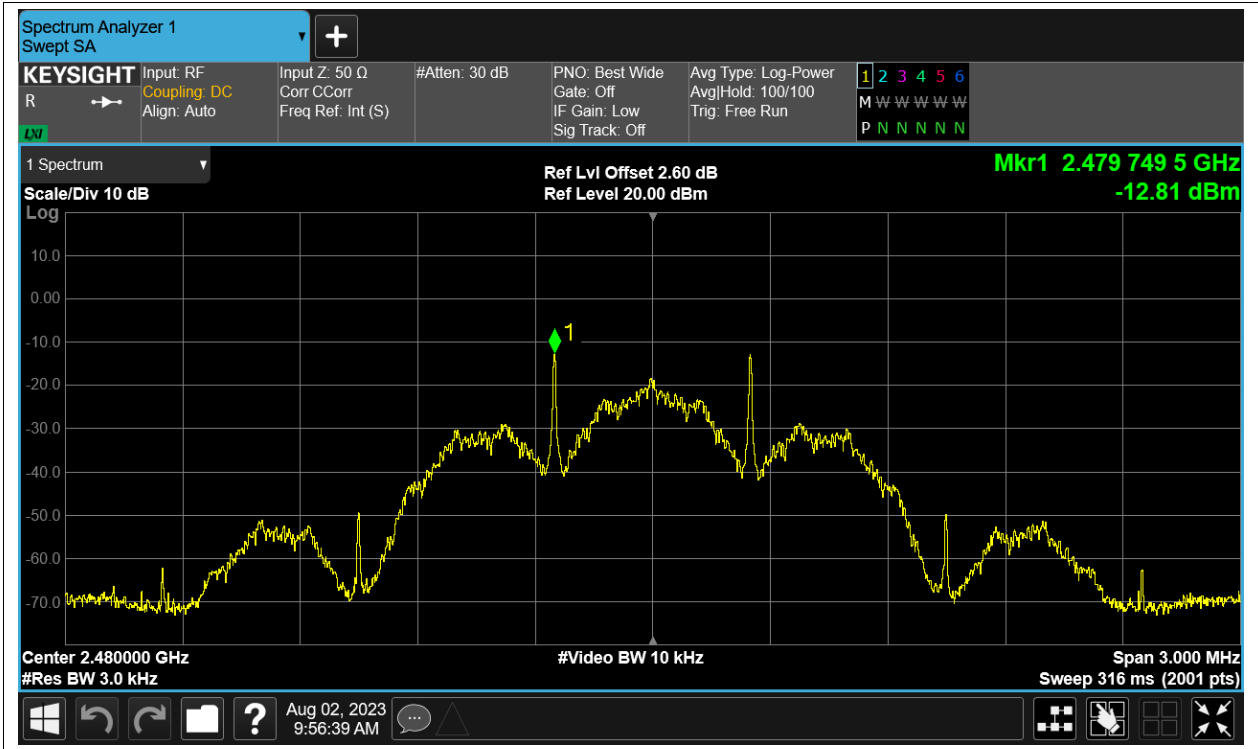 Spectrum Analyzer 1
Swept SA
KEYSIGHT
R
LXI
Input: RF
Coupling: DC
Align: Auto
Input Z: 50 Ω
Corr CCorr
Freq Ref: Int (S)
#Atten: 30 dB
PNO: Best Wide
Gate: Off
IF Gain: Low
Sig Track: Off
Avg Type: Log-Power
Avg|Hold: 100/100
Trig: Free Run
1 2 3 4 5 6
M W W W W W
P N N N N N
1 Spectrum
Scale/Div 10 dB
Log
Ref Lvl Offset 2.60 dB
Ref Level 20.00 dBm
Mkr1 2.479 749 5 GHz
-12.81 dBm
10.0
0.00
-10.0
-20.0
-30.0
-40.0
-50.0
-60.0
-70.0
1
Center 2.480000 GHz
#Res BW 3.0 kHz
#Video BW 10 kHz
Span 3.000 MHz
Sweep 316 ms (2001 pts)
?
Aug 02, 2023
9:56:39 AM